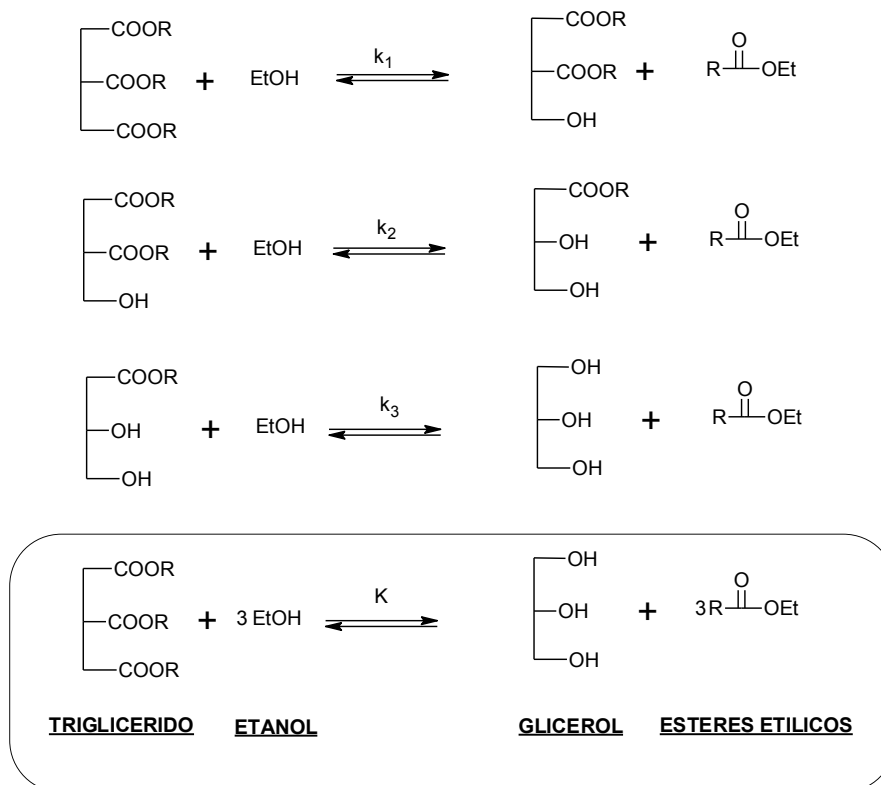 COOR COOR O
k1
COOR + EtOH COOR + R OEt
COOR OH
COOR COOR O
k2
COOR + EtOH OH + R OEt
OH OH
COOR OH O
k3
OH + EtOH OH + R OEt
OH OH
COOR OH O
K
COOR + 3 EtOH OH + 3R OEt
COOR OH
TRIGLICERIDO ETANOL GLICEROL ESTERES ETILICOS